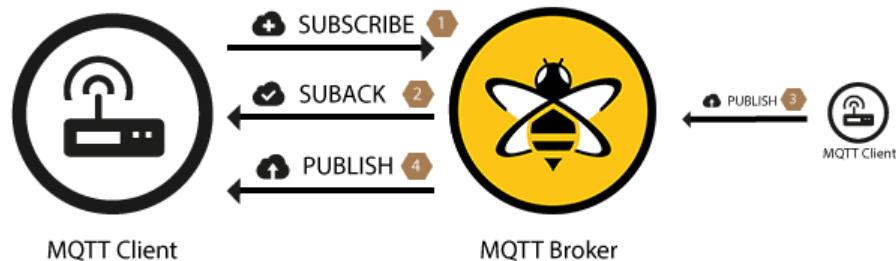 SUBSCRIBE 1
SUBACK 2
PUBLISH 3
PUBLISH 4
MQTT Client
MQTT Client
MQTT Broker